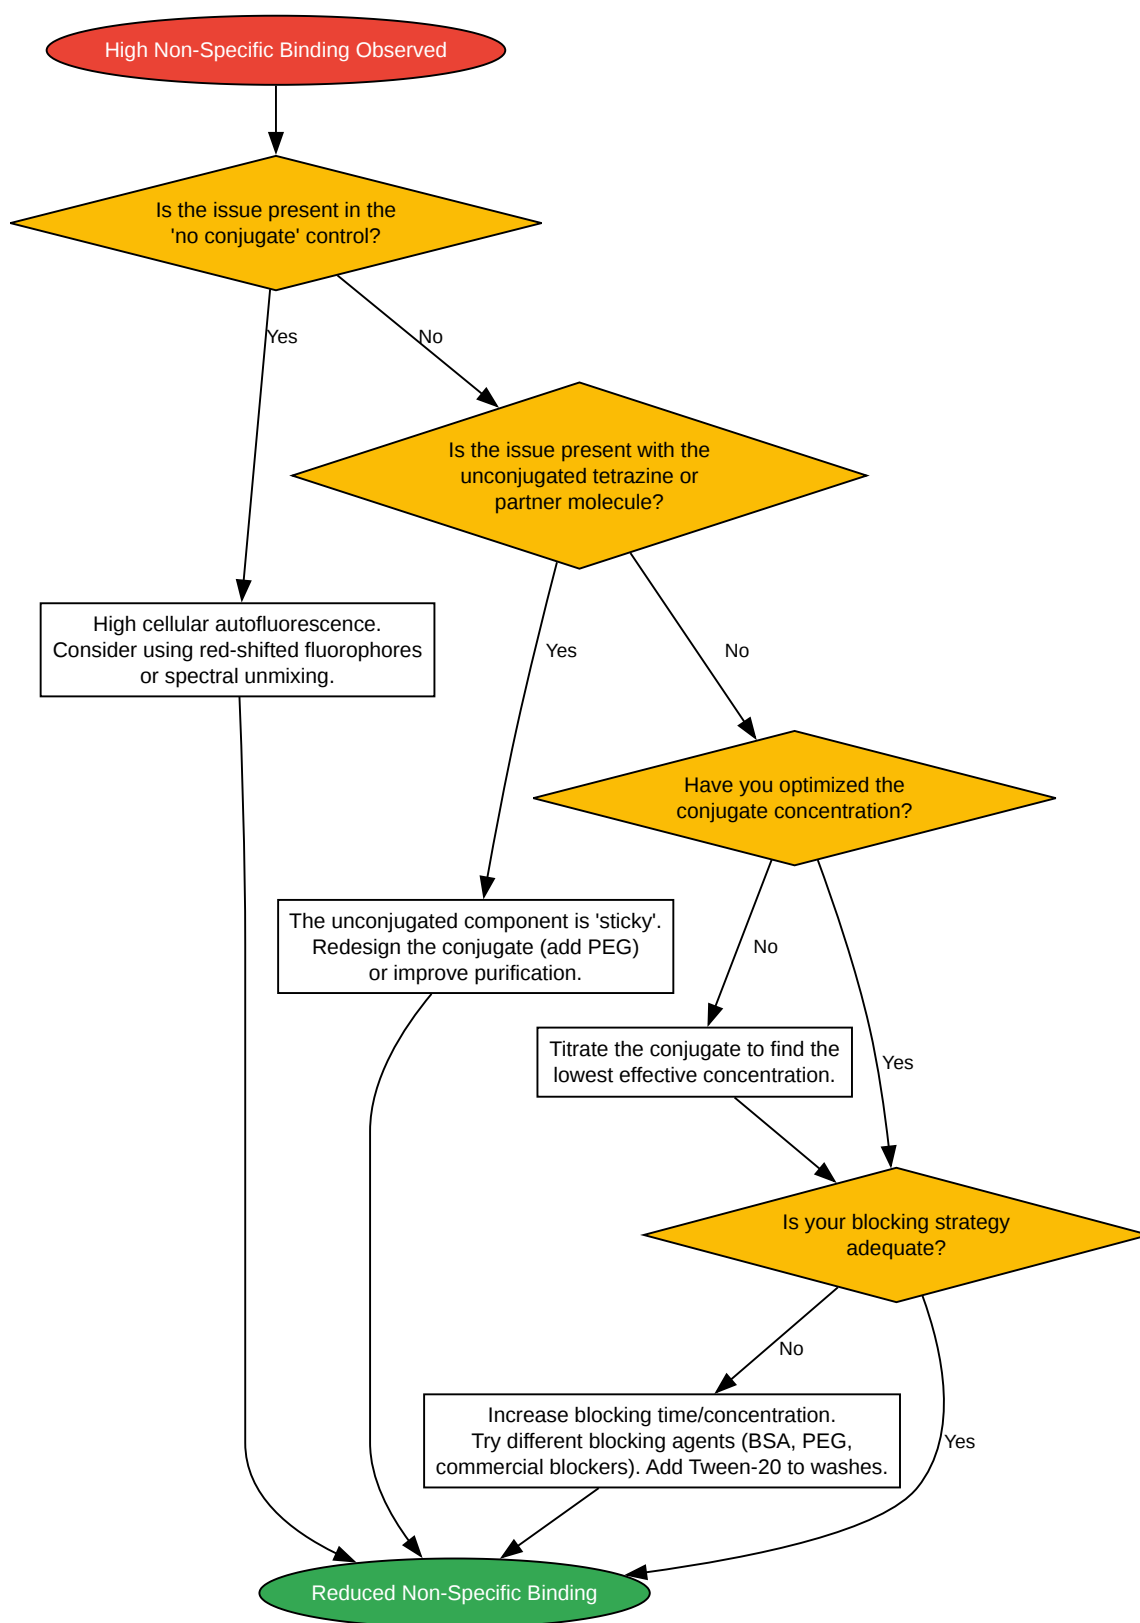 High Non-Specific Binding Observed
Is the issue present in the
'no conjugate' control?
Yes
No
Is the issue present with the
unconjugated tetrazine or
partner molecule?
High cellular autofluorescence.
Consider using red-shifted fluorophores
or spectral unmixing.
Yes
No
Have you optimized the
conjugate concentration?
The unconjugated component is 'sticky'.
Redesign the conjugate (add PEG)
or improve purification.
No
Titrate the conjugate to find the
lowest effective concentration.
Yes
Is your blocking strategy
adequate?
No
Increase blocking time/concentration.
Try different blocking agents (BSA, PEG,
commercial blockers). Add Tween-20 to washes.
Yes
Reduced Non-Specific Binding